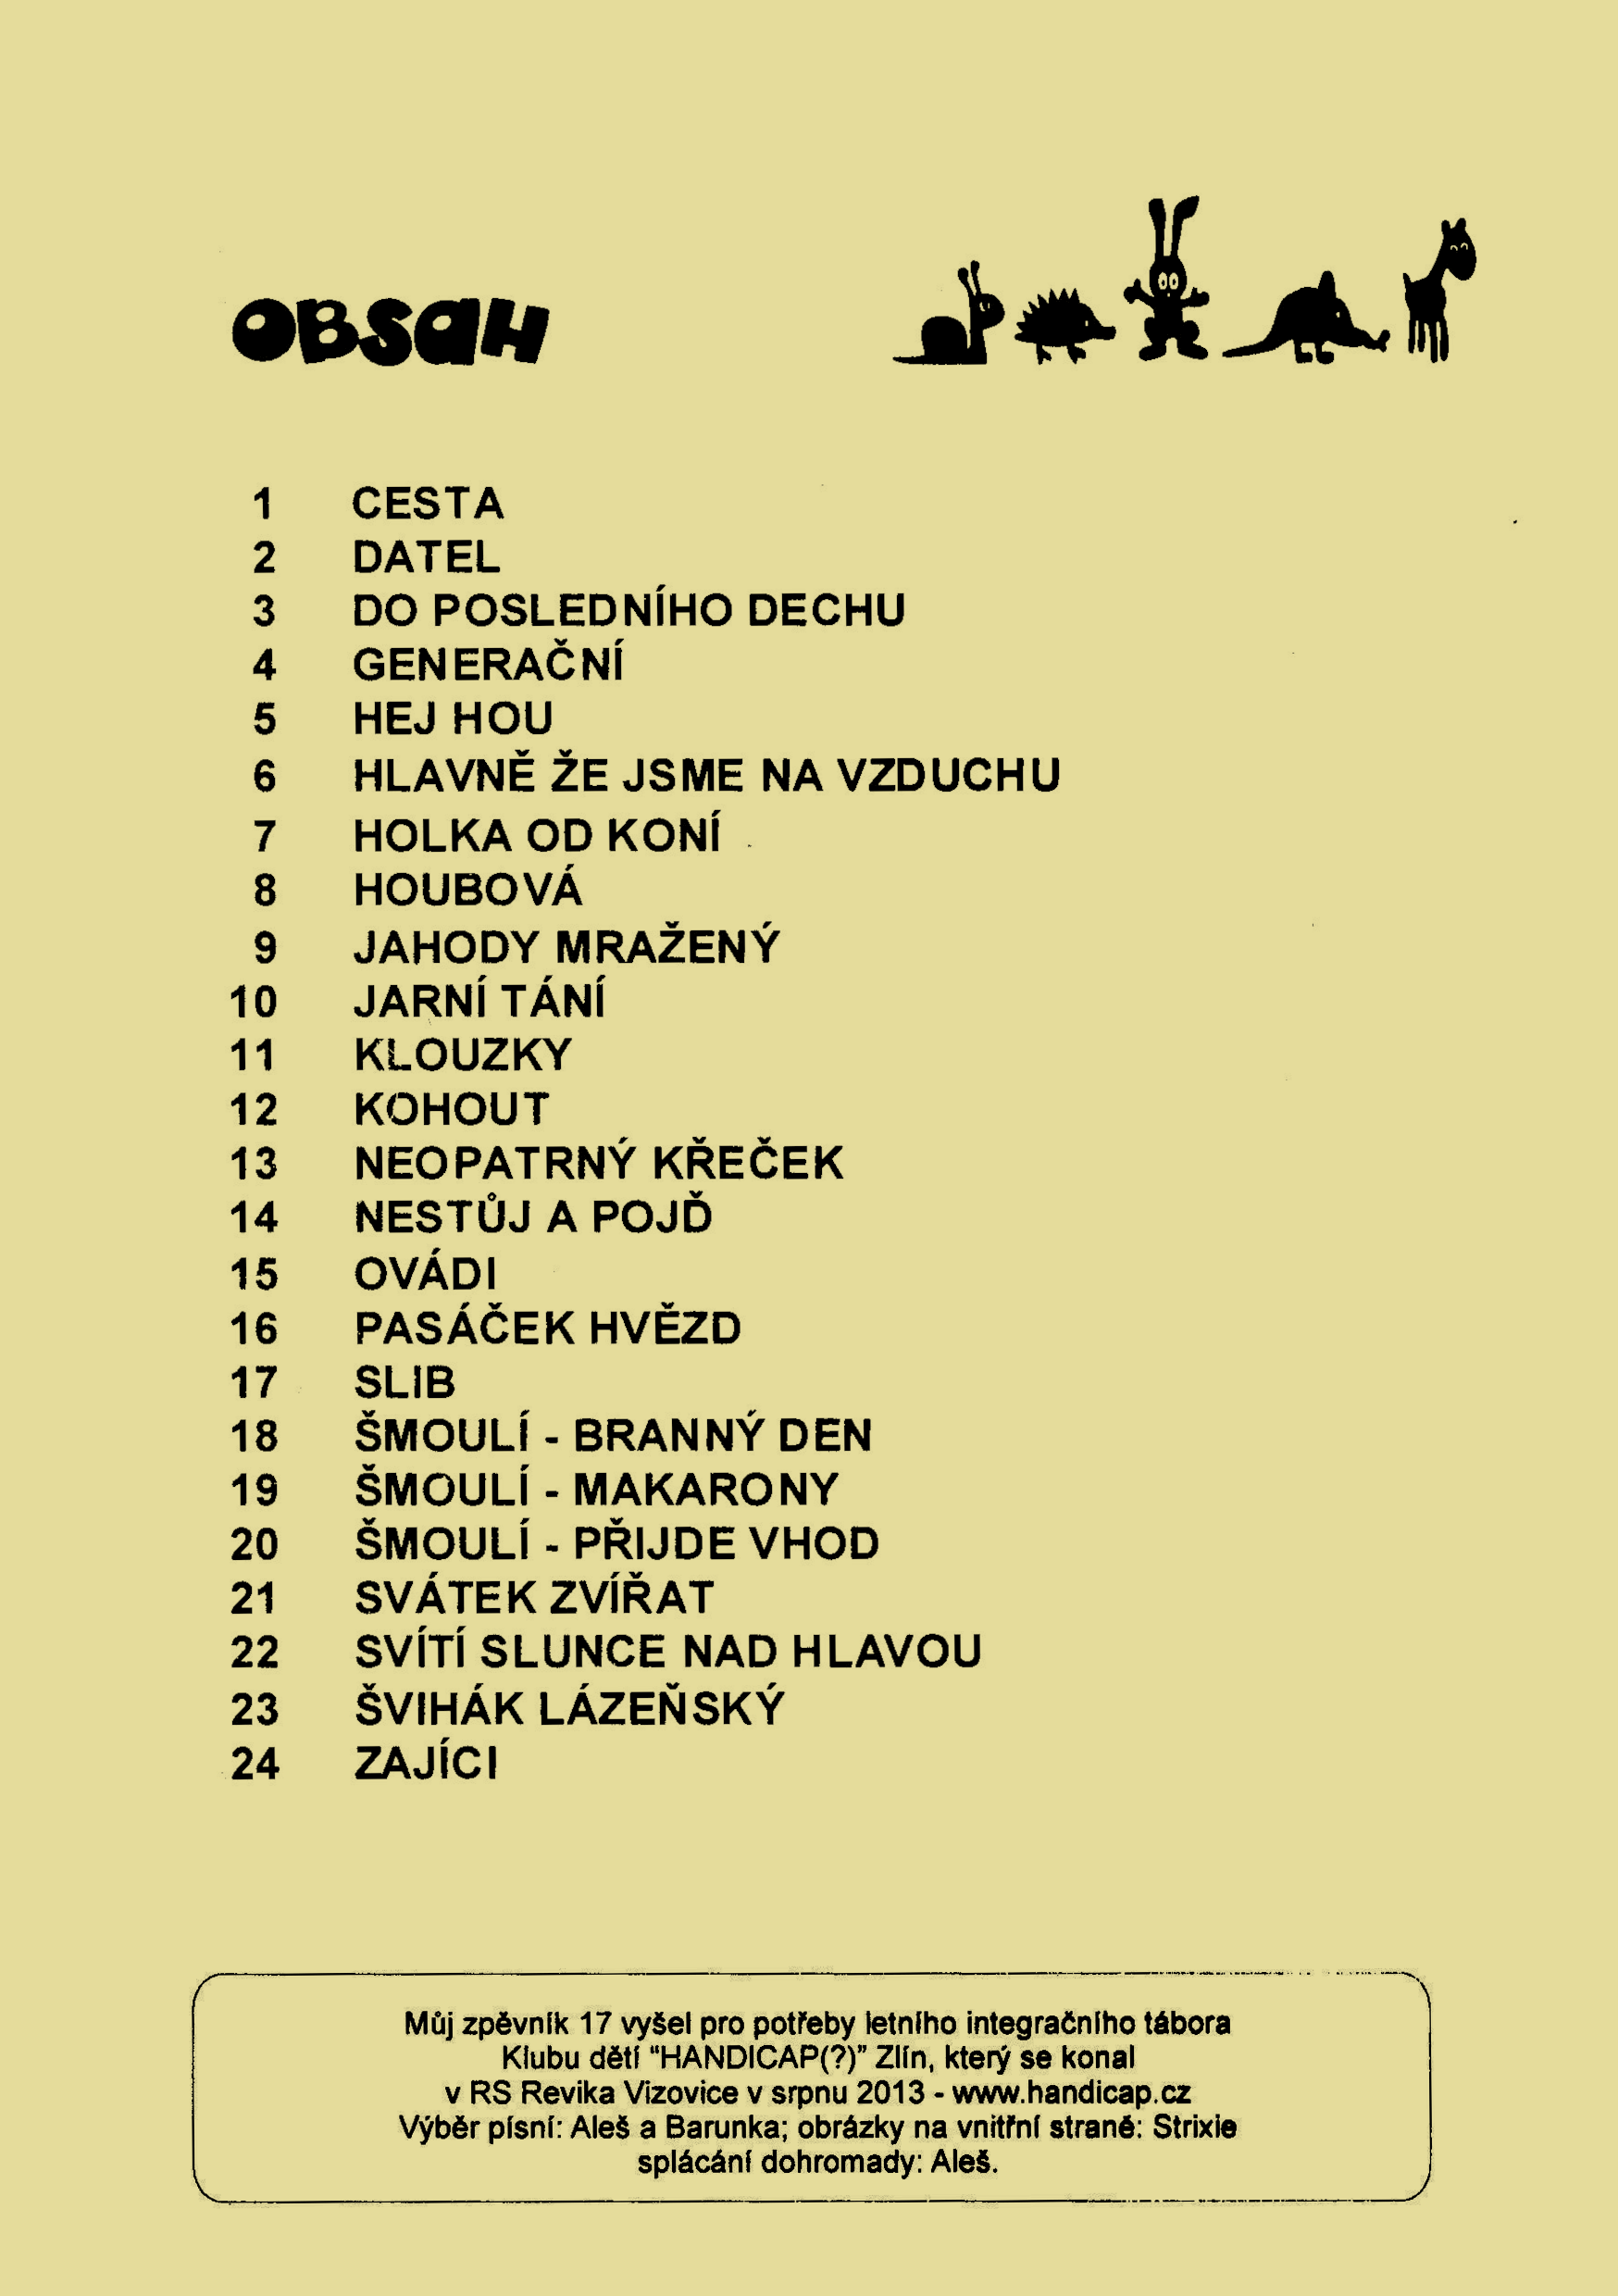 OBSAH
1 CESTA
2 DATEL
3 DO POSLEDNÍHO DECHU
4 GENERAČNÍ
5 HEJ HOU
6 HLAVNĚ ŽE JSME NA VZDUCHU
7 HOLKA OD KONÍ
8 HOUBOVÁ
9 JAHODY MRAŽENÝ
10 JARNÍ TÁNÍ
11 KLOUZKY
12 KOHOUT
13 NEOPATRNÝ KŘEČEK
14 NESTŮJ A POJĎ
15 OVÁDI
16 PASÁČEK HVĚZD
17 SLIB
18 ŠMOULÍ - BRANNÝ DEN
19 ŠMOULÍ - MAKARONY
20 ŠMOULÍ - PŘIJDE VHOD
21 SVÁTEK ZVÍŘAT
22 SVÍTÍ SLUNCE NAD HLAVOU
23 ŠVIHÁK LÁZEŇSKÝ
24 ZAJÍCI
Můj zpěvník 17 vyšel pro potřeby letního integračního tábora
Klubu dětí "HANDICAP(?)" Zlín, který se konal
v RS Revika Vizovice v srpnu 2013 - www.handicap.cz
Výběr písní: Aleš a Barunka; obrázky na vnitřní straně: Strixie
splácání dohromady: Aleš.